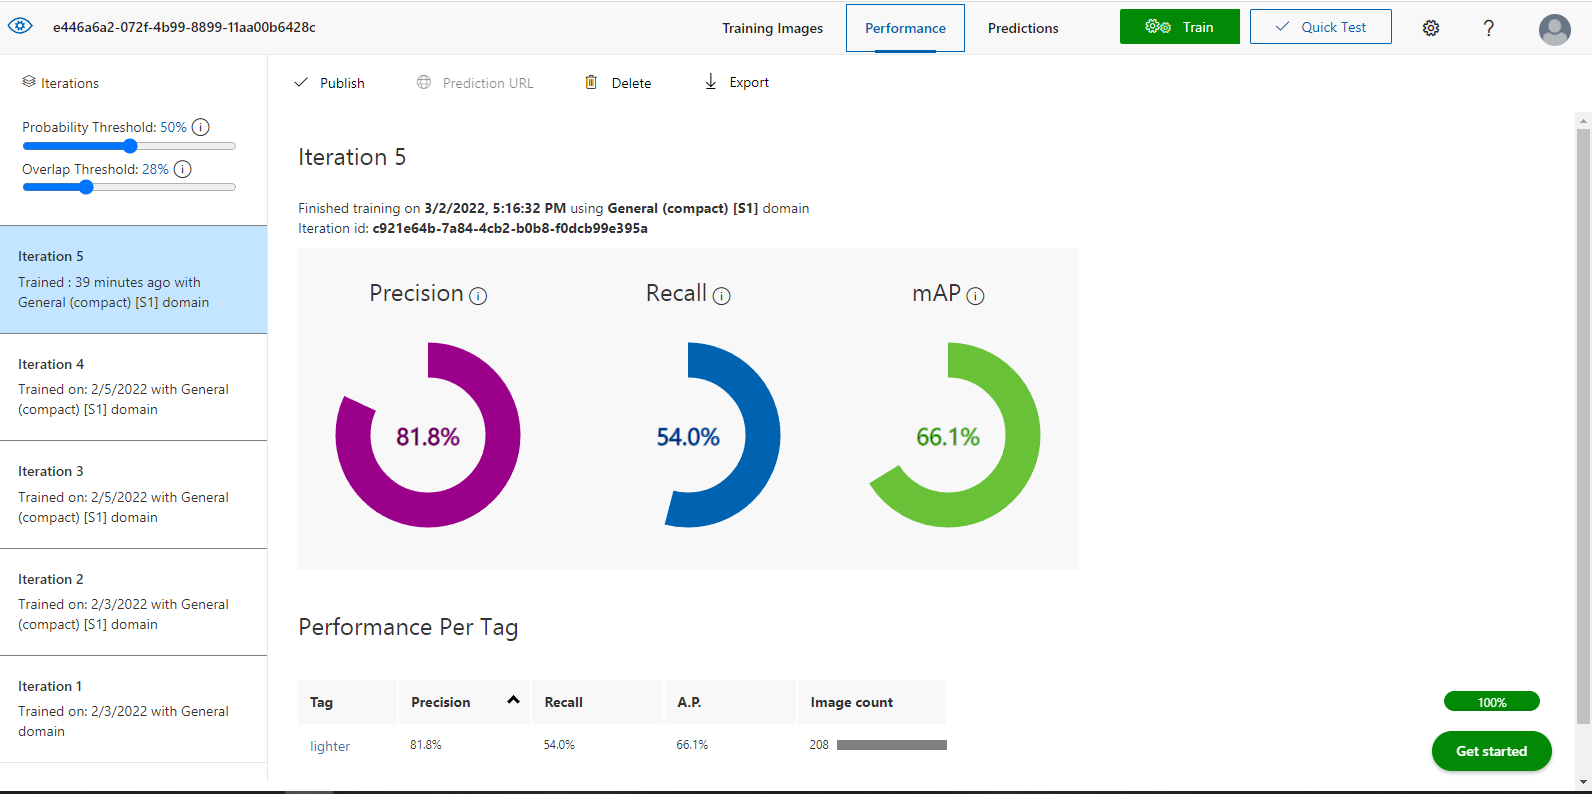 e446a6a2-072f-4b99-8899-11aa00b6428c
Training Images
Performance
Predictions
Train
Quick Test
?
Iterations
Publish
Prediction URL
Delete
Export
Probability Threshold: 50%
Overlap Threshold: 28%
Iteration 5
Trained : 39 minutes ago with
General (compact) [S1] domain
Iteration 4
Trained on: 2/5/2022 with General
(compact) [S1] domain
Iteration 3
Trained on: 2/5/2022 with General
(compact) [S1] domain
Iteration 2
Trained on: 2/3/2022 with General
(compact) [S1] domain
Iteration 1
Trained on: 2/3/2022 with General
domain
Iteration 5
Finished training on 3/2/2022, 5:16:32 PM using General (compact) [S1] domain
Iteration id: c921e64b-7a84-4cb2-b0b8-f0dcb99e395a
Precision
Recall
mAP
81.8%
54.0%
66.1%
Performance Per Tag
Tag Precision Recall A.P. Image count
lighter 81.8% 54.0% 66.1% 208
100%
Get started